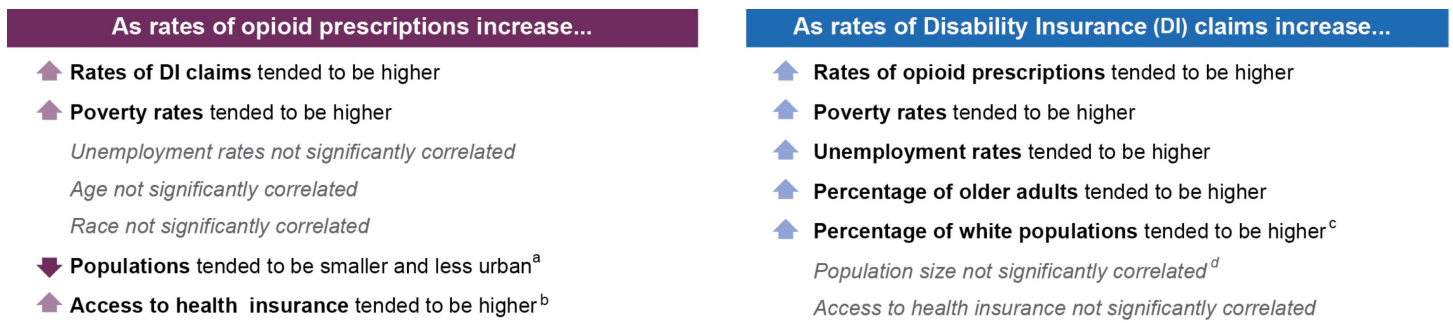 As rates of opioid prescriptions increase...
Rates of DI claims tended to be higher
Poverty rates tended to be higher
Unemployment rates not significantly correlated
Age not significantly correlated
Race not significantly correlated
Populations tended to be smaller and less urban a
Access to health insurance tended to be higher b
As rates of Disability Insurance (DI) claims increase...
Rates of opioid prescriptions tended to be higher
Poverty rates tended to be higher
Unemployment rates tended to be higher
Percentage of older adults tended to be higher
Percentage of white populations tended to be higher c
Population size not significantly correlated d
Access to health insurance not significantly correlated